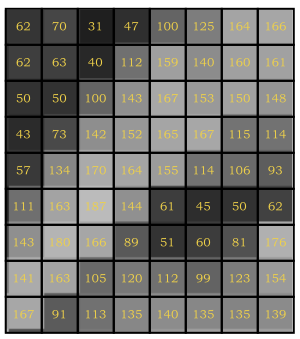 62 70 31 47 100 125 164 166
62 63 40 112 159 140 160 161
50 50 100 143 167 153 150 148
43 73 142 152 165 167 115 114
57 134 170 164 155 114 106 93
111 163 187 144 61 45 50 62
143 180 166 89 51 60 81 176
141 163 105 120 112 99 123 154
167 91 113 135 140 135 135 139